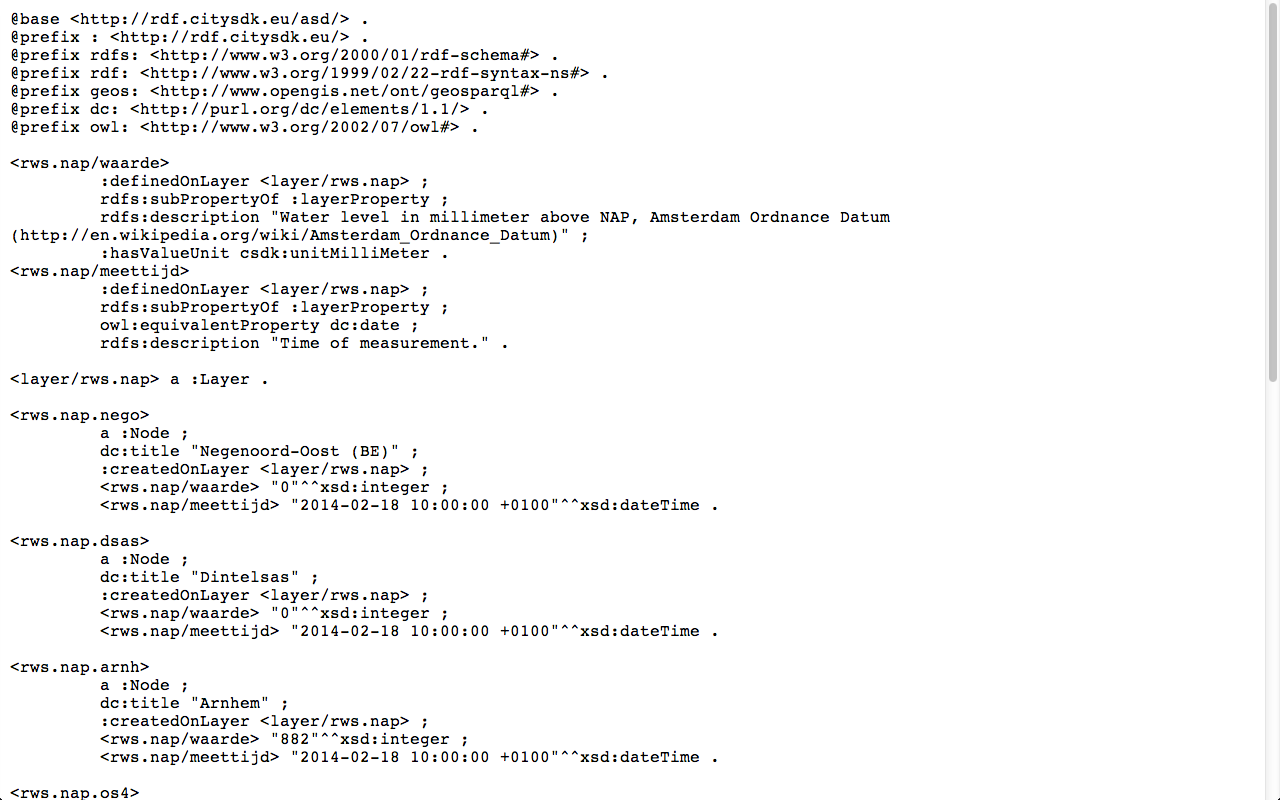 @base <http://rdf.citysdk.eu/asd/> .
@prefix : <http://rdf.citysdk.eu/> .
@prefix rdfs: <http://www.w3.org/2000/01/rdf-schema#> .
@prefix rdf: <http://www.w3.org/1999/02/22-rdf-syntax-ns#> .
@prefix geos: <http://www.opengis.net/ont/geosparql#> .
@prefix dc: <http://purl.org/dc/elements/1.1/> .
@prefix owl: <http://www.w3.org/2002/07/owl#> .

<rws.nap/waarde>
         :definedOnLayer <layer/rws.nap> ;
         rdfs:subPropertyOf :layerProperty ;
         rdfs:description "Water level in millimeter above NAP, Amsterdam Ordnance Datum
(http://en.wikipedia.org/wiki/Amsterdam_Ordnance_Datum)" ;
         :hasValueUnit csdk:unitMilliMeter .
<rws.nap/meettijd>
         :definedOnLayer <layer/rws.nap> ;
         rdfs:subPropertyOf :layerProperty ;
         owl:equivalentProperty dc:date ;
         rdfs:description "Time of measurement." .

<layer/rws.nap> a :Layer .

<rws.nap.nego>
         a :Node ;
         dc:title "Negenoord-Oost (BE)" ;
         :createdOnLayer <layer/rws.nap> ;
         <rws.nap/waarde> "0"^^xsd:integer ;
         <rws.nap/meettijd> "2014-02-18 10:00:00 +0100"^^xsd:dateTime .

<rws.nap.dsas>
         a :Node ;
         dc:title "Dintelsas" ;
         :createdOnLayer <layer/rws.nap> ;
         <rws.nap/waarde> "0"^^xsd:integer ;
         <rws.nap/meettijd> "2014-02-18 10:00:00 +0100"^^xsd:dateTime .

<rws.nap.arnh>
         a :Node ;
         dc:title "Arnhem" ;
         :createdOnLayer <layer/rws.nap> ;
         <rws.nap/waarde> "882"^^xsd:integer ;
         <rws.nap/meettijd> "2014-02-18 10:00:00 +0100"^^xsd:dateTime .

<rws.nap.os4>